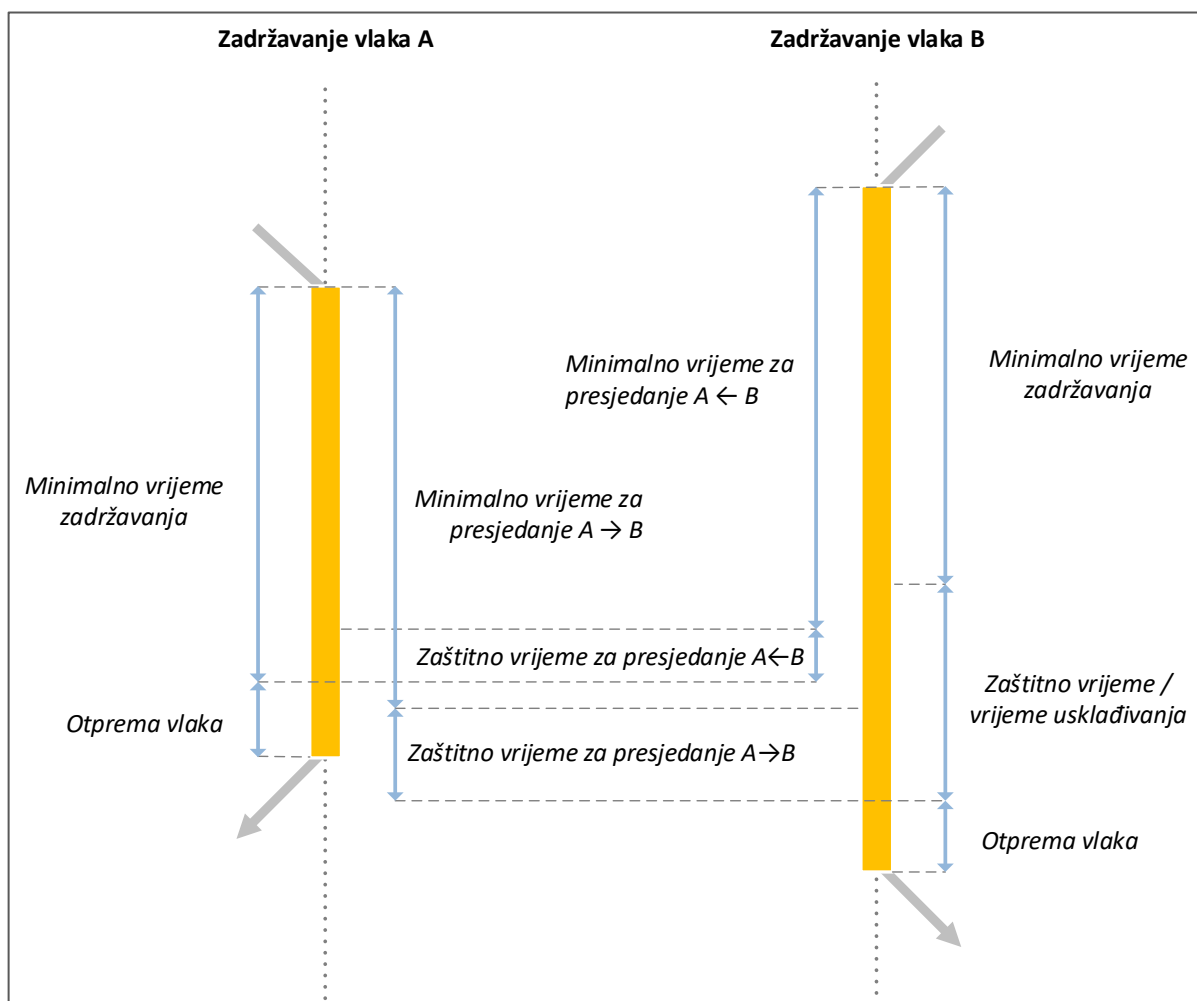 Zadržavanje vlaka A
Zadržavanje vlaka B
Minimalno vrijeme za
presjedanje A ← B
Minimalno vrijeme
zadržavanja
Minimalno vrijeme
zadržavanja
Minimalno vrijeme za
presjedanje A → B
Zaštitno vrijeme za presjedanje A←B
Zaštitno vrijeme /
vrijeme usklađivanja
Otprema vlaka
Zaštitno vrijeme za presjedanje A→B
Otprema vlaka